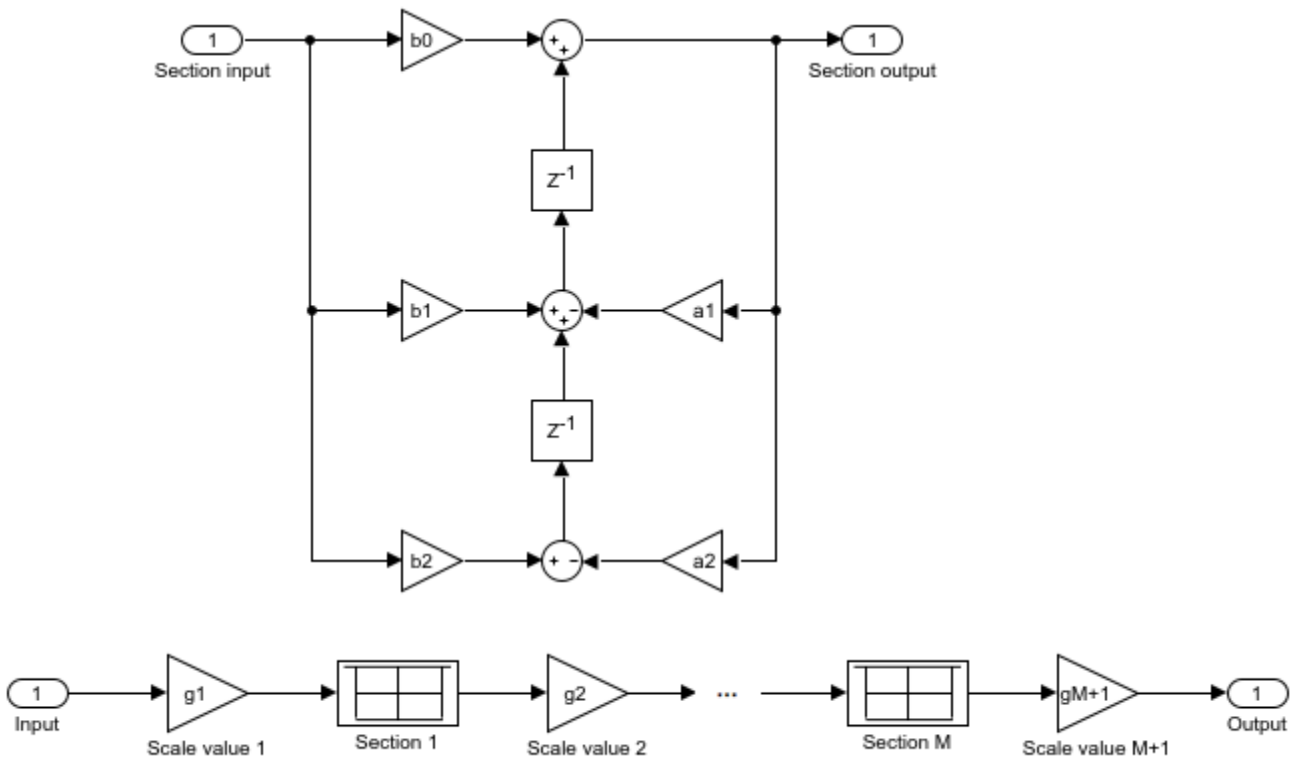 1 b0 + + 1
Section input Section output
Z-1
b1 + + - a1
Z-1
b2 + - a2
1 g1 g2 ... gM+1 1
Input Scale value 1 Section 1 Scale value 2 Section M Scale value M+1 Output